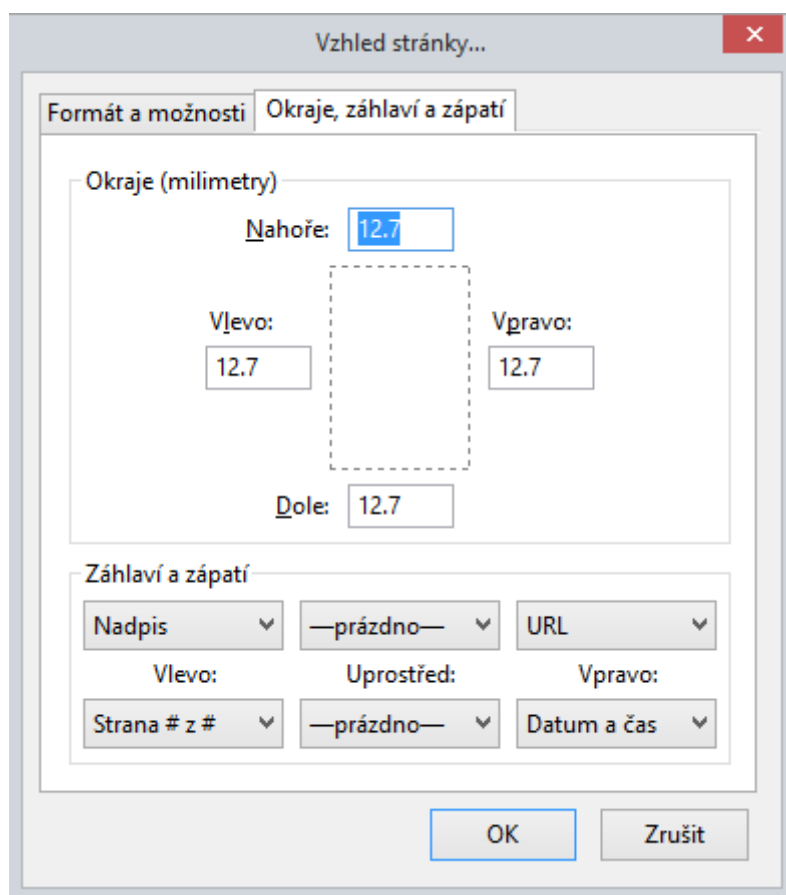 Vzhled stránky...
Formát a možnosti Okraje, záhlaví a zápatí
Okraje (milimetry)
Nahoře: 12.7
Vlevo: Vpravo:
12.7 12.7
Dole: 12.7
Záhlaví a zápatí
Nadpis —prázdno— URL
Vlevo: Uprostřed: Vpravo:
Strana # z # —prázdno— Datum a čas
OK Zrušit